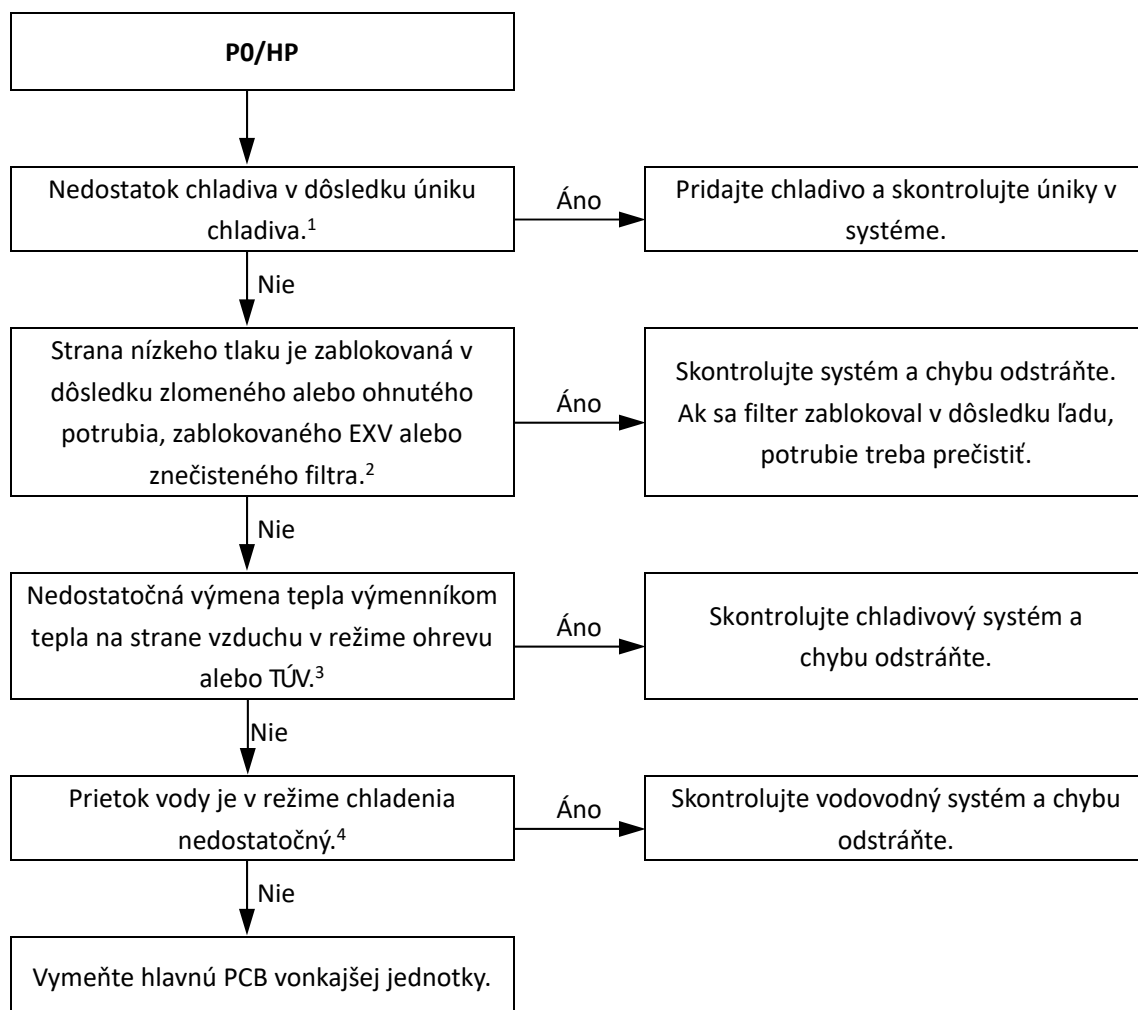 P0/HP
Nedostatok chladiva v dôsledku úniku
chladiva.¹
Áno
Pridajte chladivo a skontrolujte úniky v
systéme.
Nie
Strana nízkeho tlaku je zablokovaná v
dôsledku zlomeného alebo ohnutého
potrubia, zablokovaného EXV alebo
znečisteného filtra.²
Áno
Skontrolujte systém a chybu odstráňte.
Ak sa filter zablokoval v dôsledku ľadu,
potrubie treba prečistiť.
Nie
Nedostatočná výmena tepla výmenníkom
tepla na strane vzduchu v režime ohrevu
alebo TÚV.³
Áno
Skontrolujte chladivový systém a
chybu odstráňte.
Nie
Prietok vody je v režime chladenia
nedostatočný.⁴
Áno
Skontrolujte vodovodný systém a chybu
odstráňte.
Nie
Vymeňte hlavnú PCB vonkajšej jednotky.